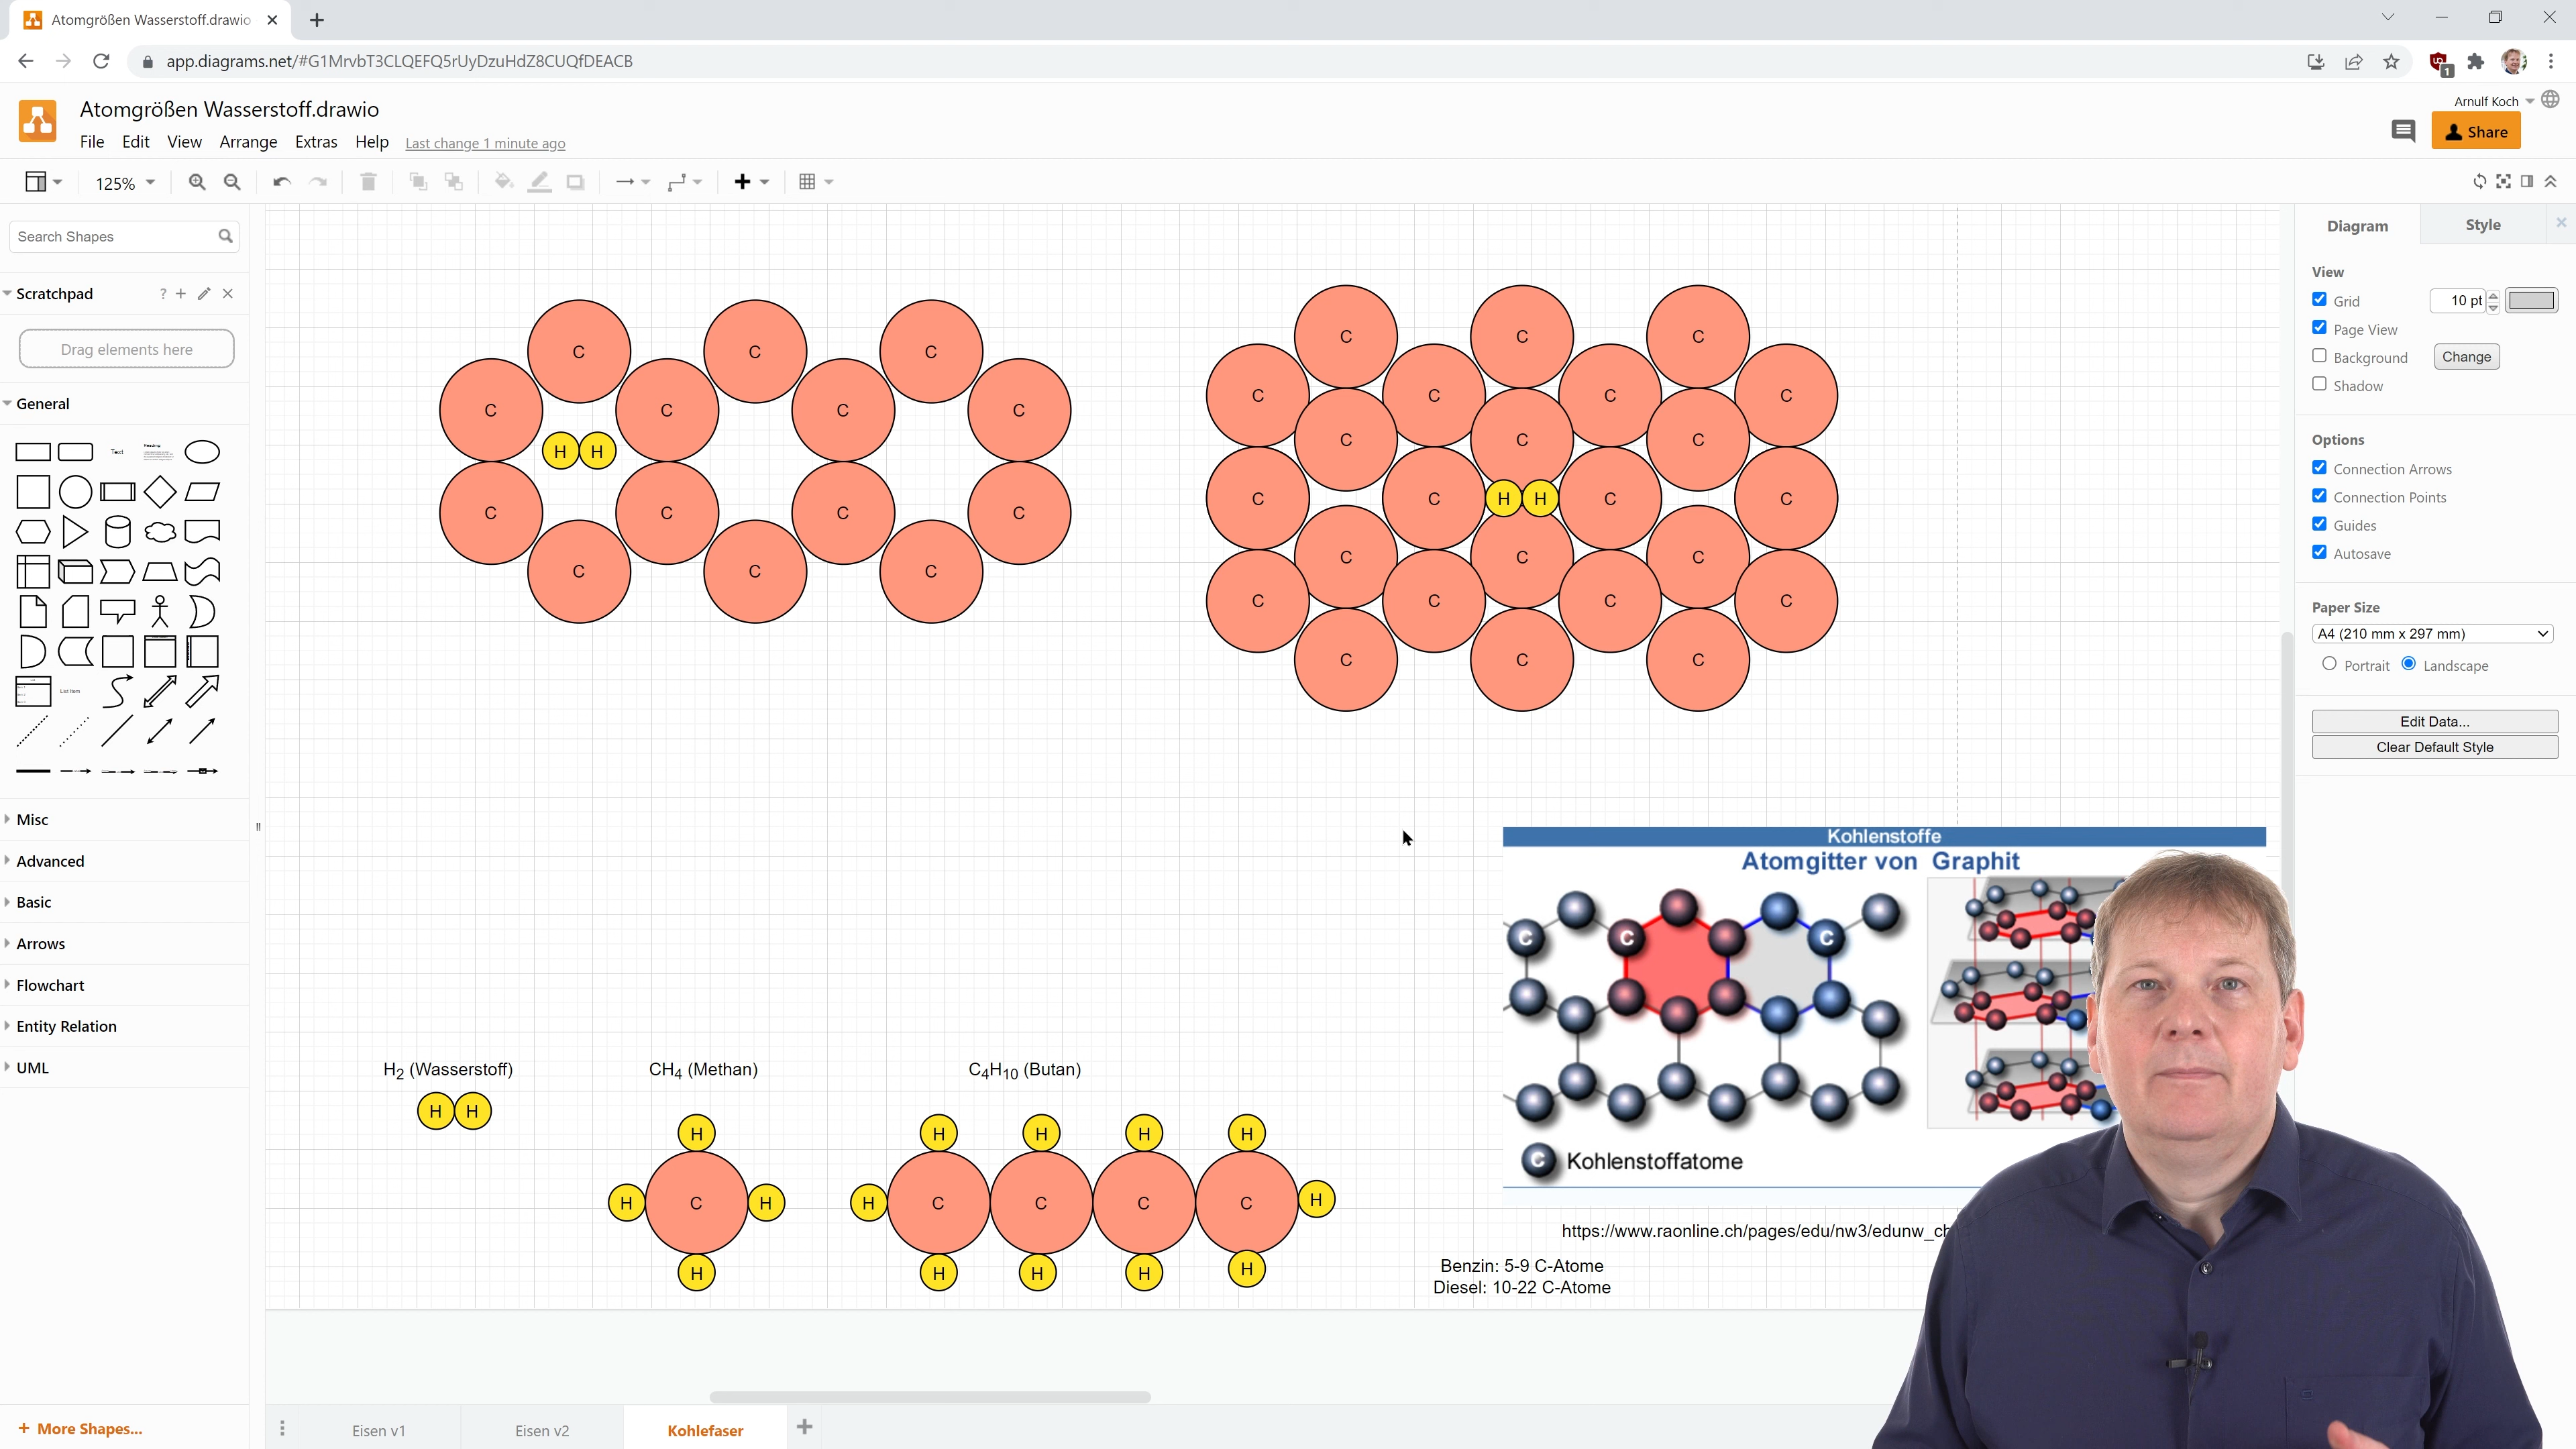 Atomgrößen Wasserstoff.drawio
app.diagrams.net/#G1MrvbT3CLQEFQ5rUyDzuHdZ8CUQfDEACB
1
Atomgrößen Wasserstoff.drawio
Arnulf Koch
File Edit View Arrange Extras Help Last change 1 minute ago
Share
125%
Search Shapes
Scratchpad
?
Drag elements here
General
Text
Heading
List Item
Misc
Advanced
Basic
Arrows
Flowchart
Entity Relation
UML
+ More Shapes...
C C C
C C C C
H H
C C C C
C C C
C C C
C C C C
C C C
C C H H C C
C C C
C C C C
C C C
Kohlenstoffe
Atomgitter von Graphit
C C C
C Kohlenstoffatome
https://www.raonline.ch/pages/edu/nw3/edunw_ch
Benzin: 5-9 C-Atome
Diesel: 10-22 C-Atome
H2 (Wasserstoff) CH4 (Methan) C4H10 (Butan)
H H
H
H C H
H
H H H H
H C C C C H
H H H H
Eisen v1 Eisen v2 Kohlefaser
Diagram Style
View
Grid 10 pt
Page View
Background Change
Shadow
Options
Connection Arrows
Connection Points
Guides
Autosave
Paper Size
A4 (210 mm x 297 mm)
Portrait Landscape
Edit Data...
Clear Default Style